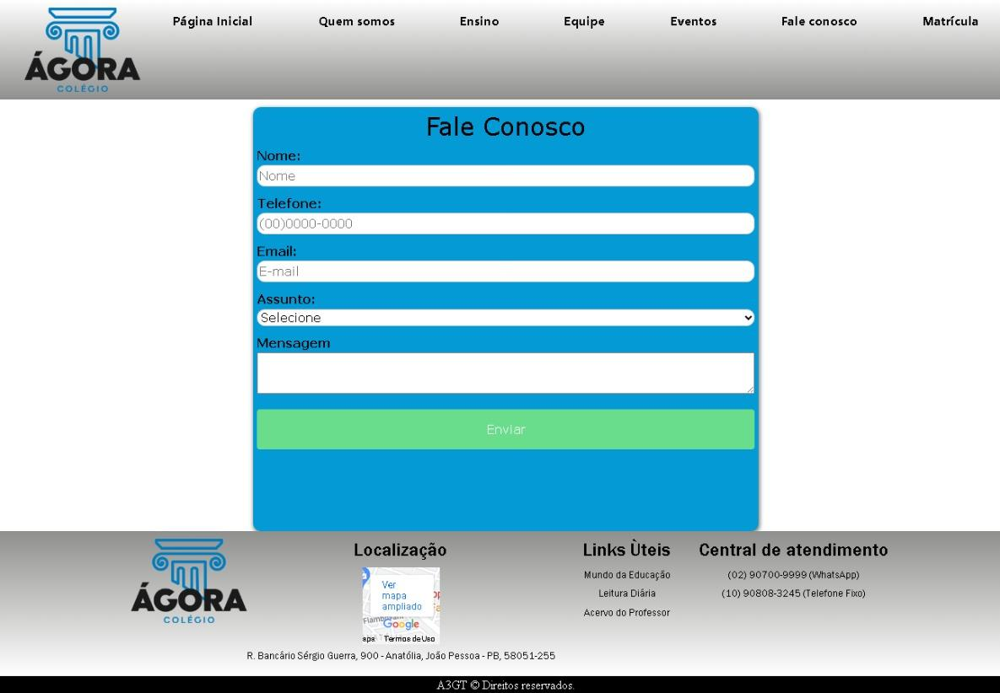 ÁGORA
COLÉGIO
Página Inicial
Quem somos
Ensino
Equipe
Eventos
Fale conosco
Matrícula
Fale Conosco
Nome:
Nome
Telefone:
(00)0000-0000
Email:
E-mail
Assunto:
Selecione
Mensagem
Enviar
ÁGORA
COLÉGIO
Localização
Ver
mapa
ampliado
Google
Termos de Uso
R. Bancário Sérgio Guerra, 900 - Anatólia, João Pessoa - PB, 58051-255
Links Ùteis
Mundo da Educação
Leitura Diária
Acervo do Professor
Central de atendimento
(02) 90700-9999 (WhatsApp)
(10) 90808-3245 (Telefone Fixo)
A3GT © Direitos reservados.